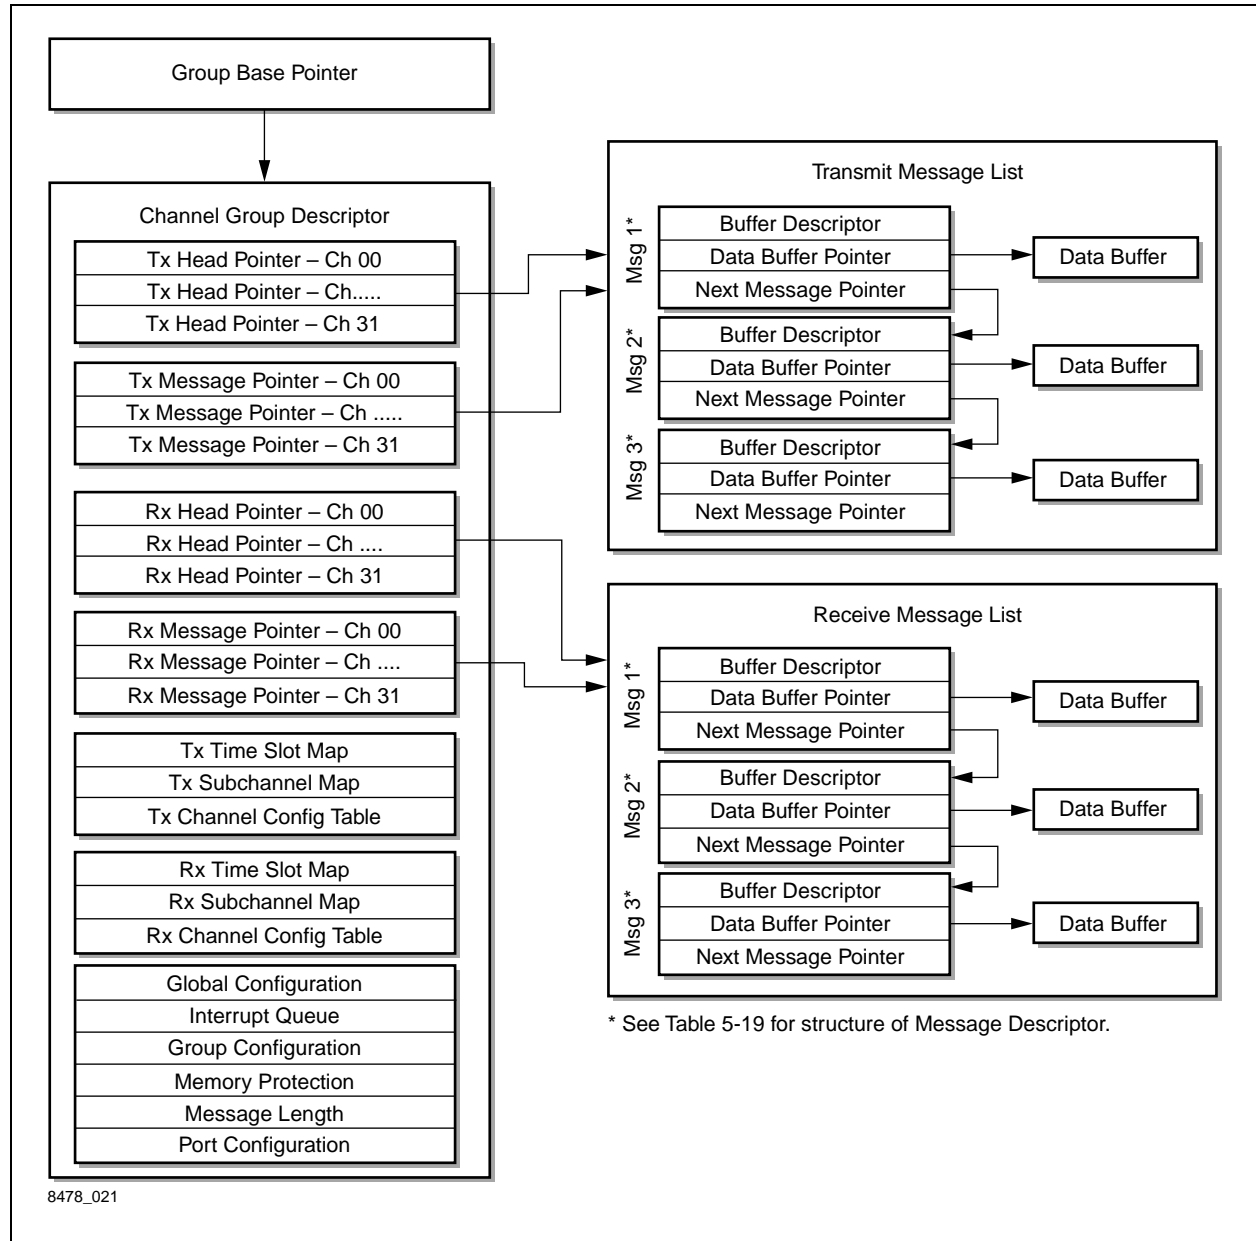 Group Base Pointer
Channel Group Descriptor
Tx Head Pointer – Ch 00
Tx Head Pointer – Ch.....
Tx Head Pointer – Ch 31
Tx Message Pointer – Ch 00
Tx Message Pointer – Ch .....
Tx Message Pointer – Ch 31
Rx Head Pointer – Ch 00
Rx Head Pointer – Ch ....
Rx Head Pointer – Ch 31
Rx Message Pointer – Ch 00
Rx Message Pointer – Ch ....
Rx Message Pointer – Ch 31
Tx Time Slot Map
Tx Subchannel Map
Tx Channel Config Table
Rx Time Slot Map
Rx Subchannel Map
Rx Channel Config Table
Global Configuration
Interrupt Queue
Group Configuration
Memory Protection
Message Length
Port Configuration
Transmit Message List
Msg 1*
Buffer Descriptor
Data Buffer Pointer
Next Message Pointer
Data Buffer
Msg 2*
Buffer Descriptor
Data Buffer Pointer
Next Message Pointer
Data Buffer
Msg 3*
Buffer Descriptor
Data Buffer Pointer
Next Message Pointer
Data Buffer
Receive Message List
Msg 1*
Buffer Descriptor
Data Buffer Pointer
Next Message Pointer
Data Buffer
Msg 2*
Buffer Descriptor
Data Buffer Pointer
Next Message Pointer
Data Buffer
Msg 3*
Buffer Descriptor
Data Buffer Pointer
Next Message Pointer
Data Buffer
* See Table 5-19 for structure of Message Descriptor.
8478_021